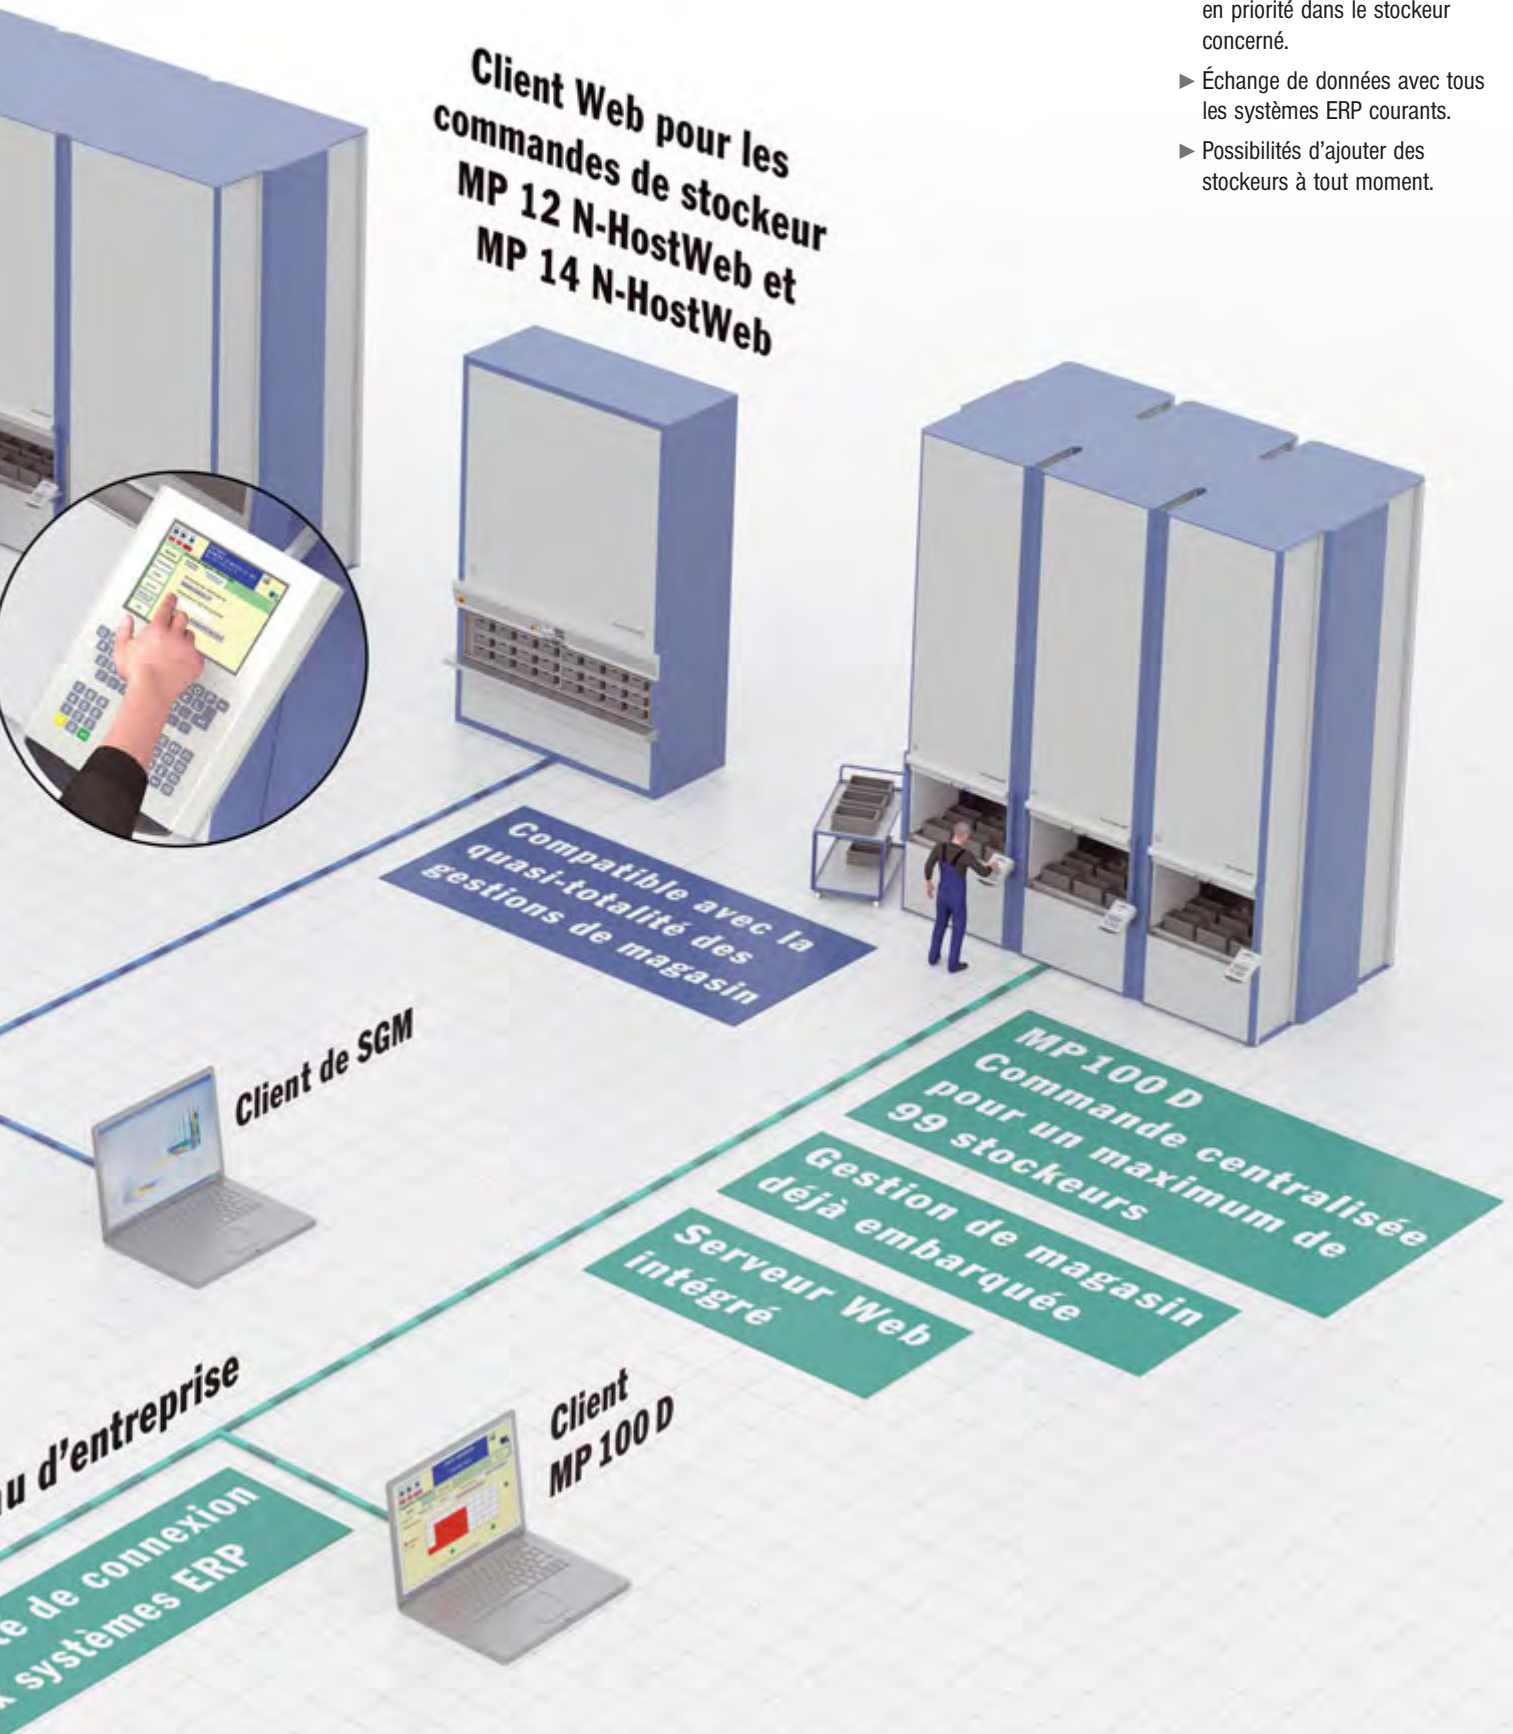 en priorité dans le stockeur
concerné.
► Échange de données avec tous
les systèmes ERP courants.
► Possibilités d'ajouter des
stockeurs à tout moment.
Client Web pour les
commandes de stockeur
MP 12 N-HostWeb et
MP 14 N-HostWeb
Compatible avec la
quasi-totalité des
gestions de magasin
Client de SGM
MP 100 D
Commande centralisée
pour un maximum de
99 stockeurs
Gestion de magasin
déjà embarquée
Serveur Web
intégré
d'entreprise
Client
MP 100 D
de connexion
systèmes ERP